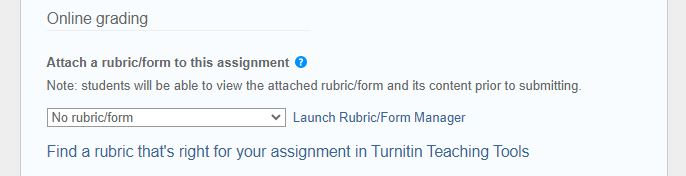 Online grading
Attach a rubric/form to this assignment ?
Note: students will be able to view the attached rubric/form and its content prior to submitting.
No rubric/form Launch Rubric/Form Manager
Find a rubric that's right for your assignment in Turnitin Teaching Tools